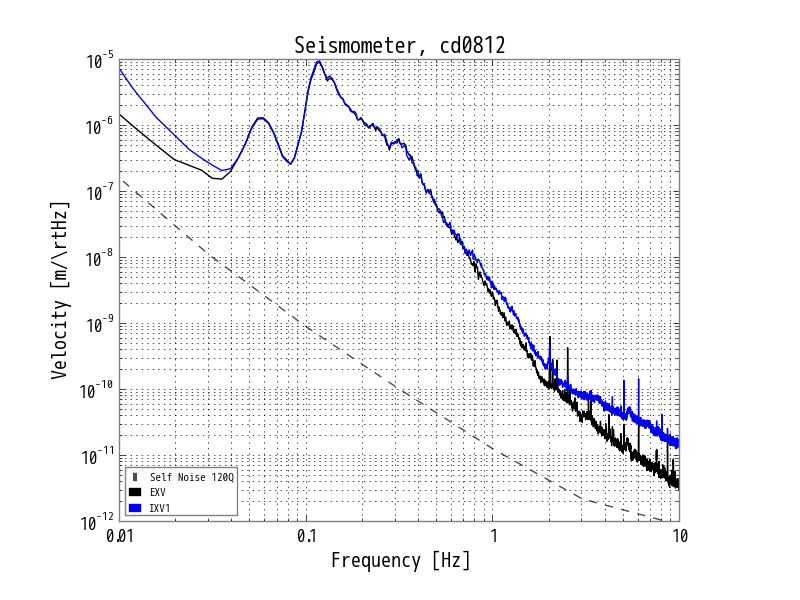 Seismometer, cd0812
10^-5
10^-6
10^-7
10^-8
10^-9
10^-10
10^-11
10^-12
Velocity [m/\rtHz]
Self Noise 120Q
EXV
IXV1
0.01 0.1 1 10
Frequency [Hz]